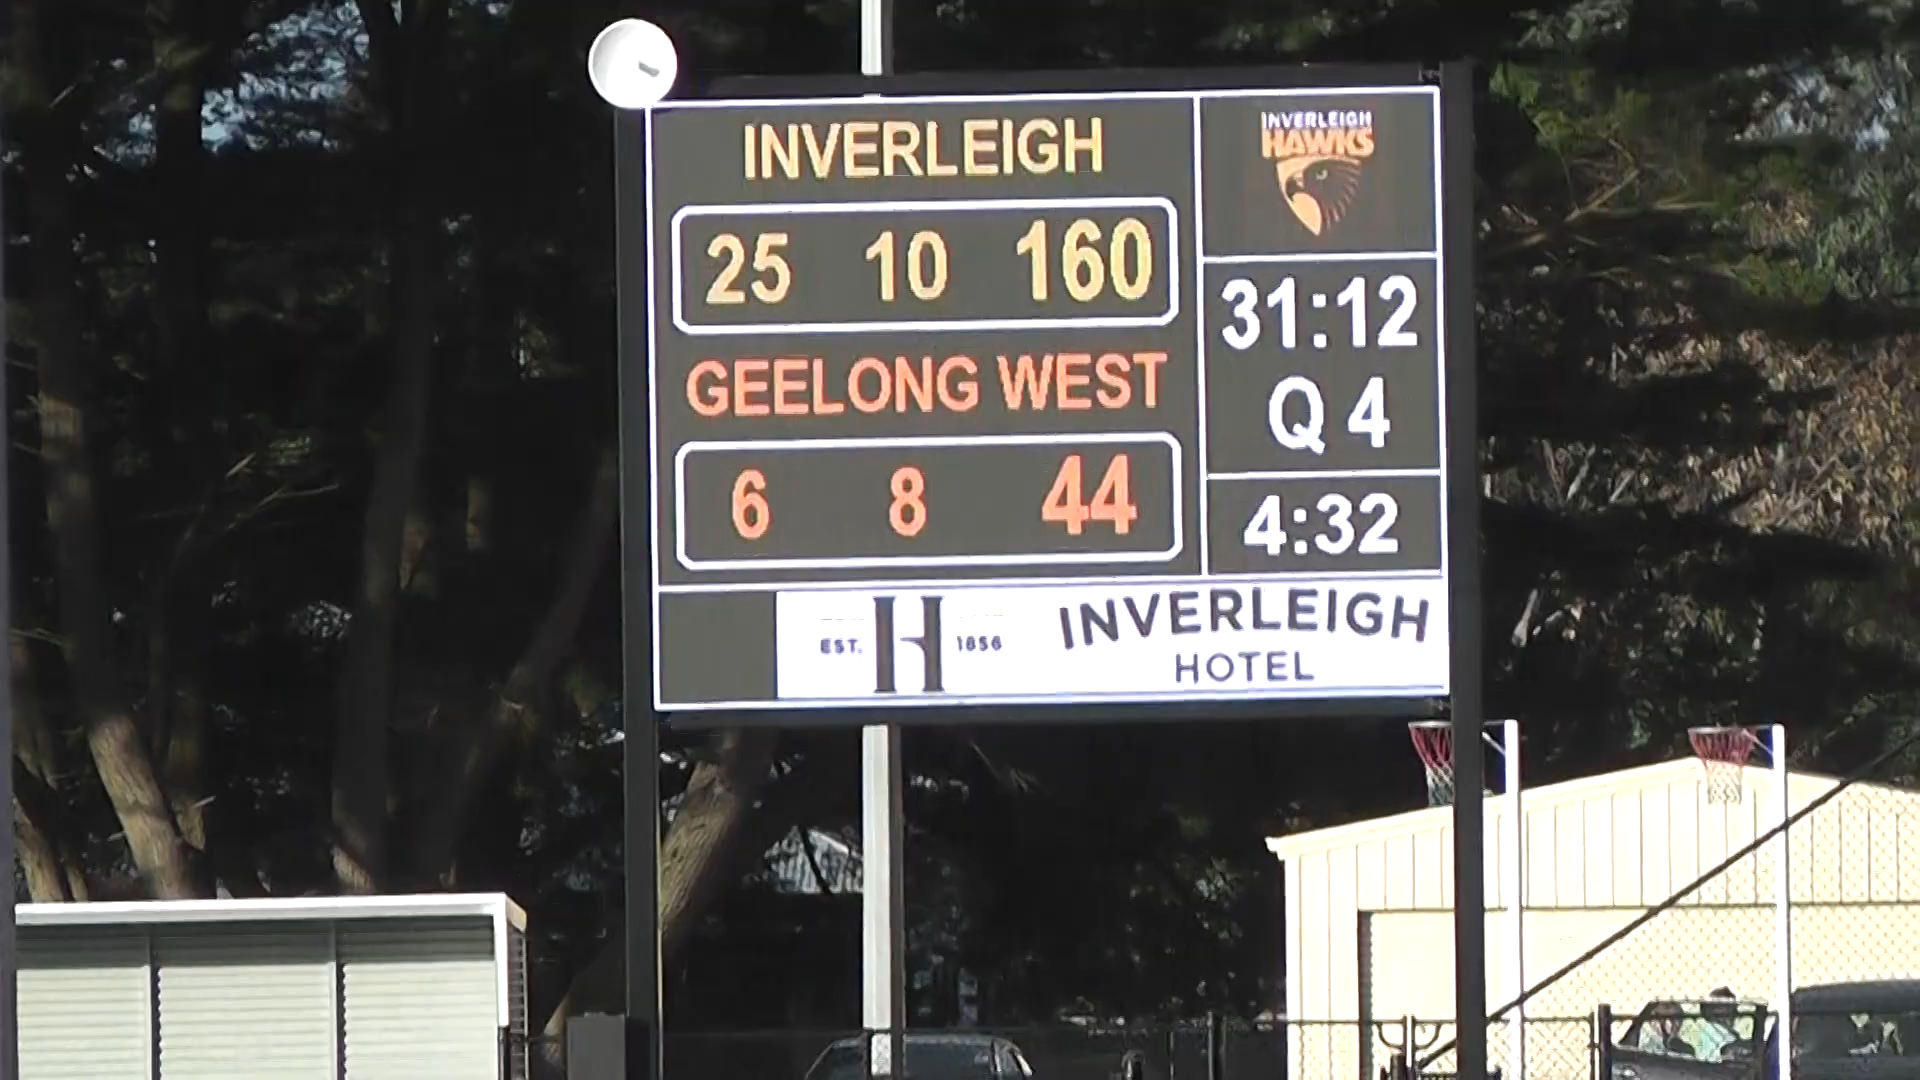 INVERLEIGH
25 10 160
GEELONG WEST
6 8 44
INVERLEIGH
HAWKS
31:12
Q 4
4:32
EST. H 1856
INVERLEIGH
HOTEL